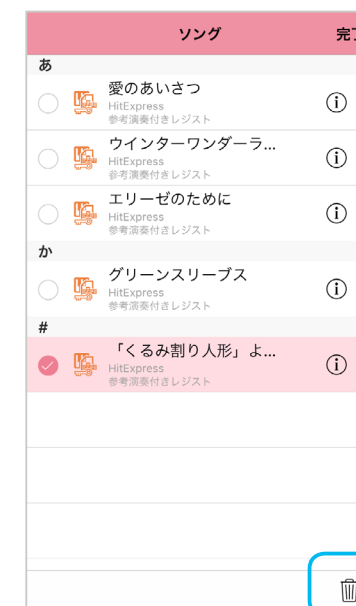 ソング 完了
あ
愛のあいさつ
HitExpress
参考演奏付きレジスト
ウインターワンダーラ...
HitExpress
参考演奏付きレジスト
エリーゼのために
HitExpress
参考演奏付きレジスト
か
グリーンスリーブス
HitExpress
参考演奏付きレジスト
#
「くるみ割り人形」よ...
HitExpress
参考演奏付きレジスト